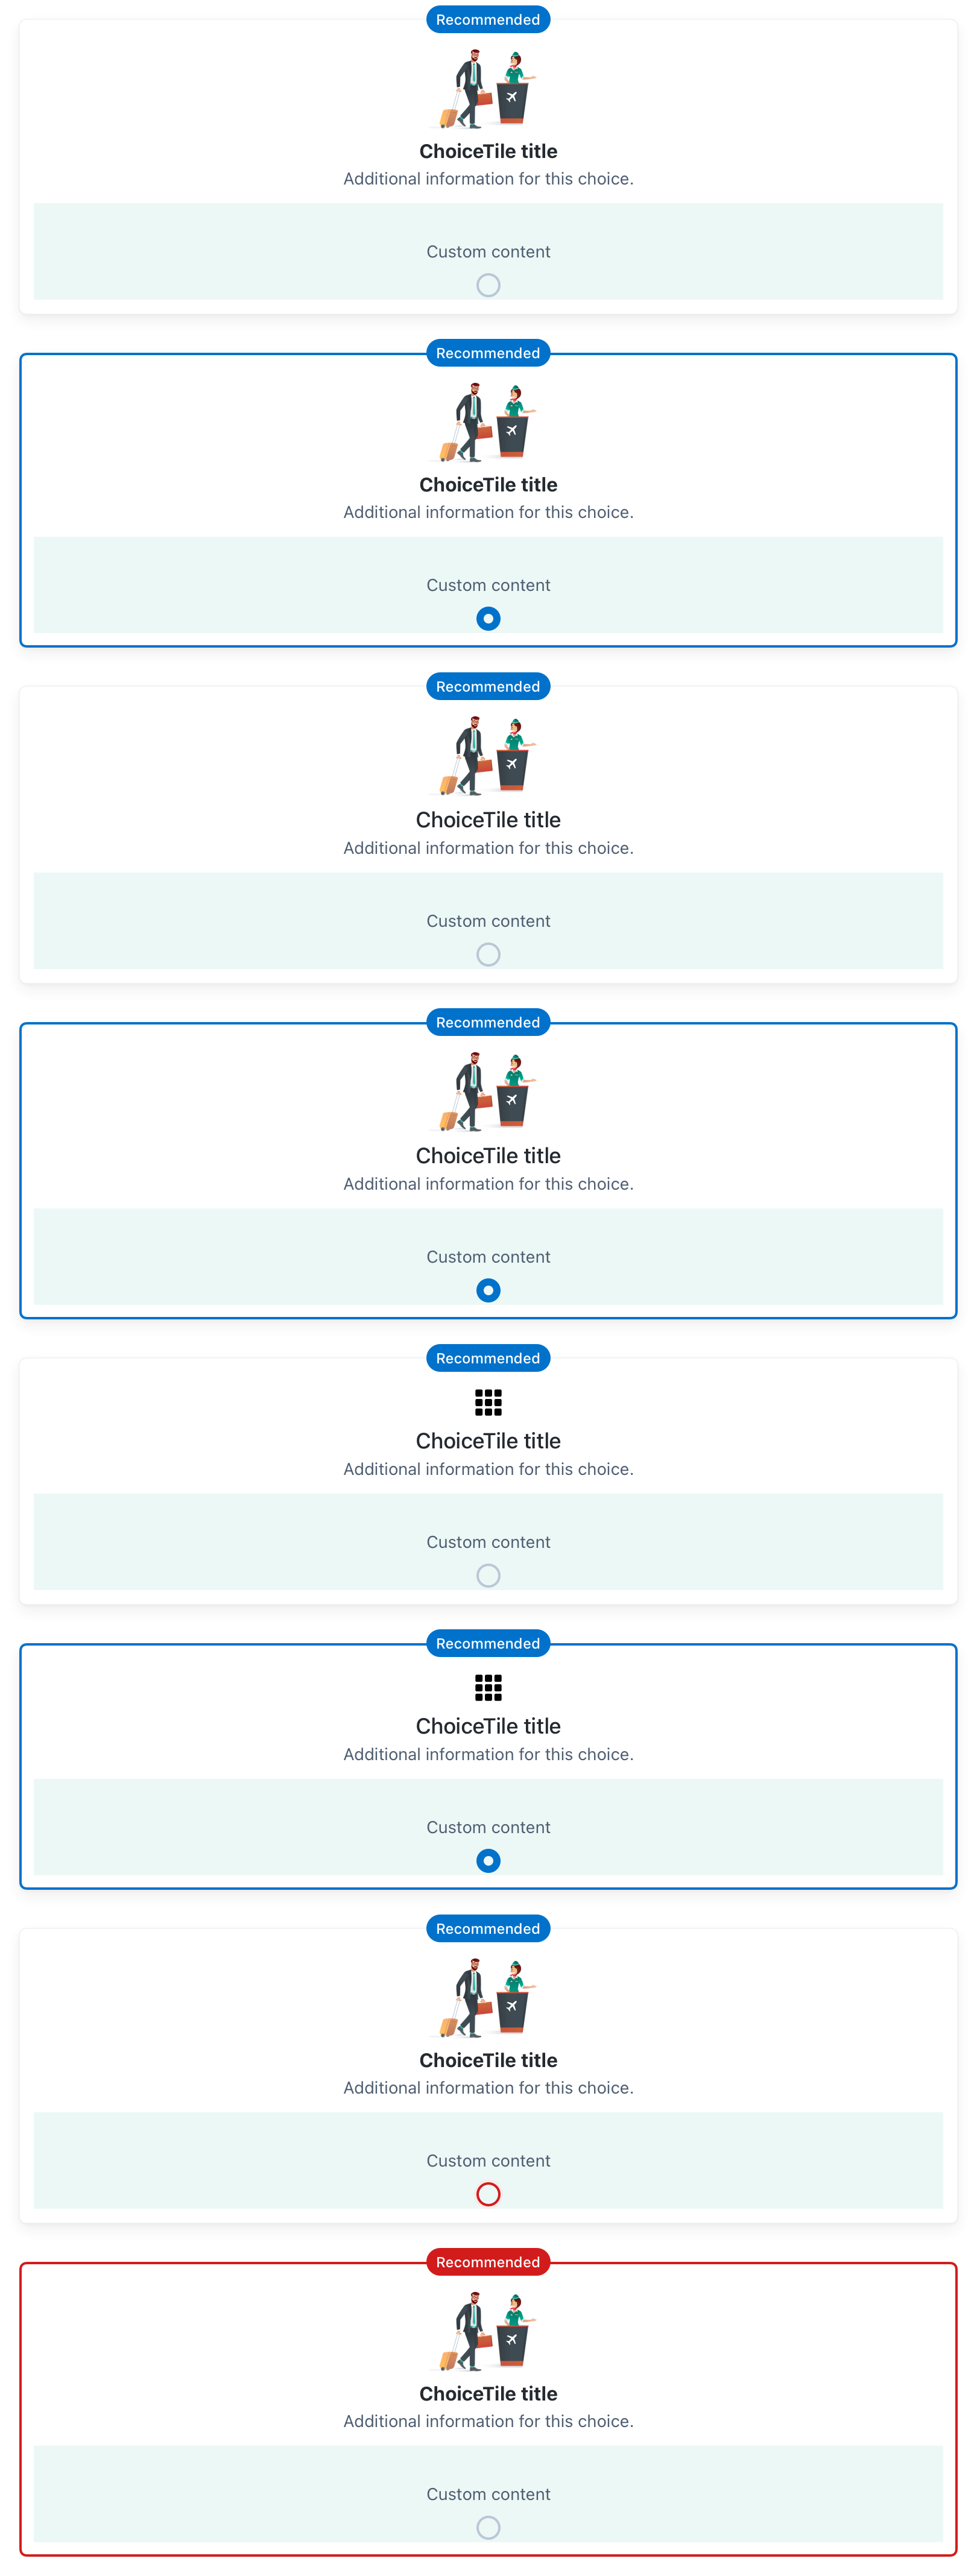 Recommended
ChoiceTile title
Additional information for this choice.
Custom content
Recommended
ChoiceTile title
Additional information for this choice.
Custom content
Recommended
ChoiceTile title
Additional information for this choice.
Custom content
Recommended
ChoiceTile title
Additional information for this choice.
Custom content
Recommended
ChoiceTile title
Additional information for this choice.
Custom content
Recommended
ChoiceTile title
Additional information for this choice.
Custom content
Recommended
ChoiceTile title
Additional information for this choice.
Custom content
Recommended
ChoiceTile title
Additional information for this choice.
Custom content